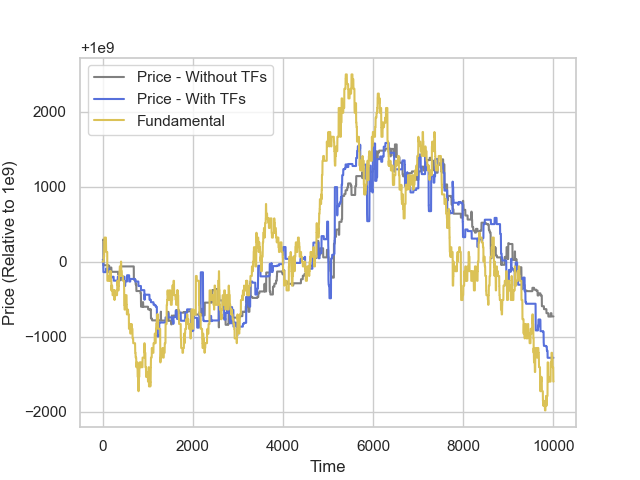 +1e9
Price - Without TFs
Price - With TFs
Fundamental
2000
1000
0
−1000
−2000
Price (Relative to 1e9)
0
2000
4000
6000
8000
10000
Time